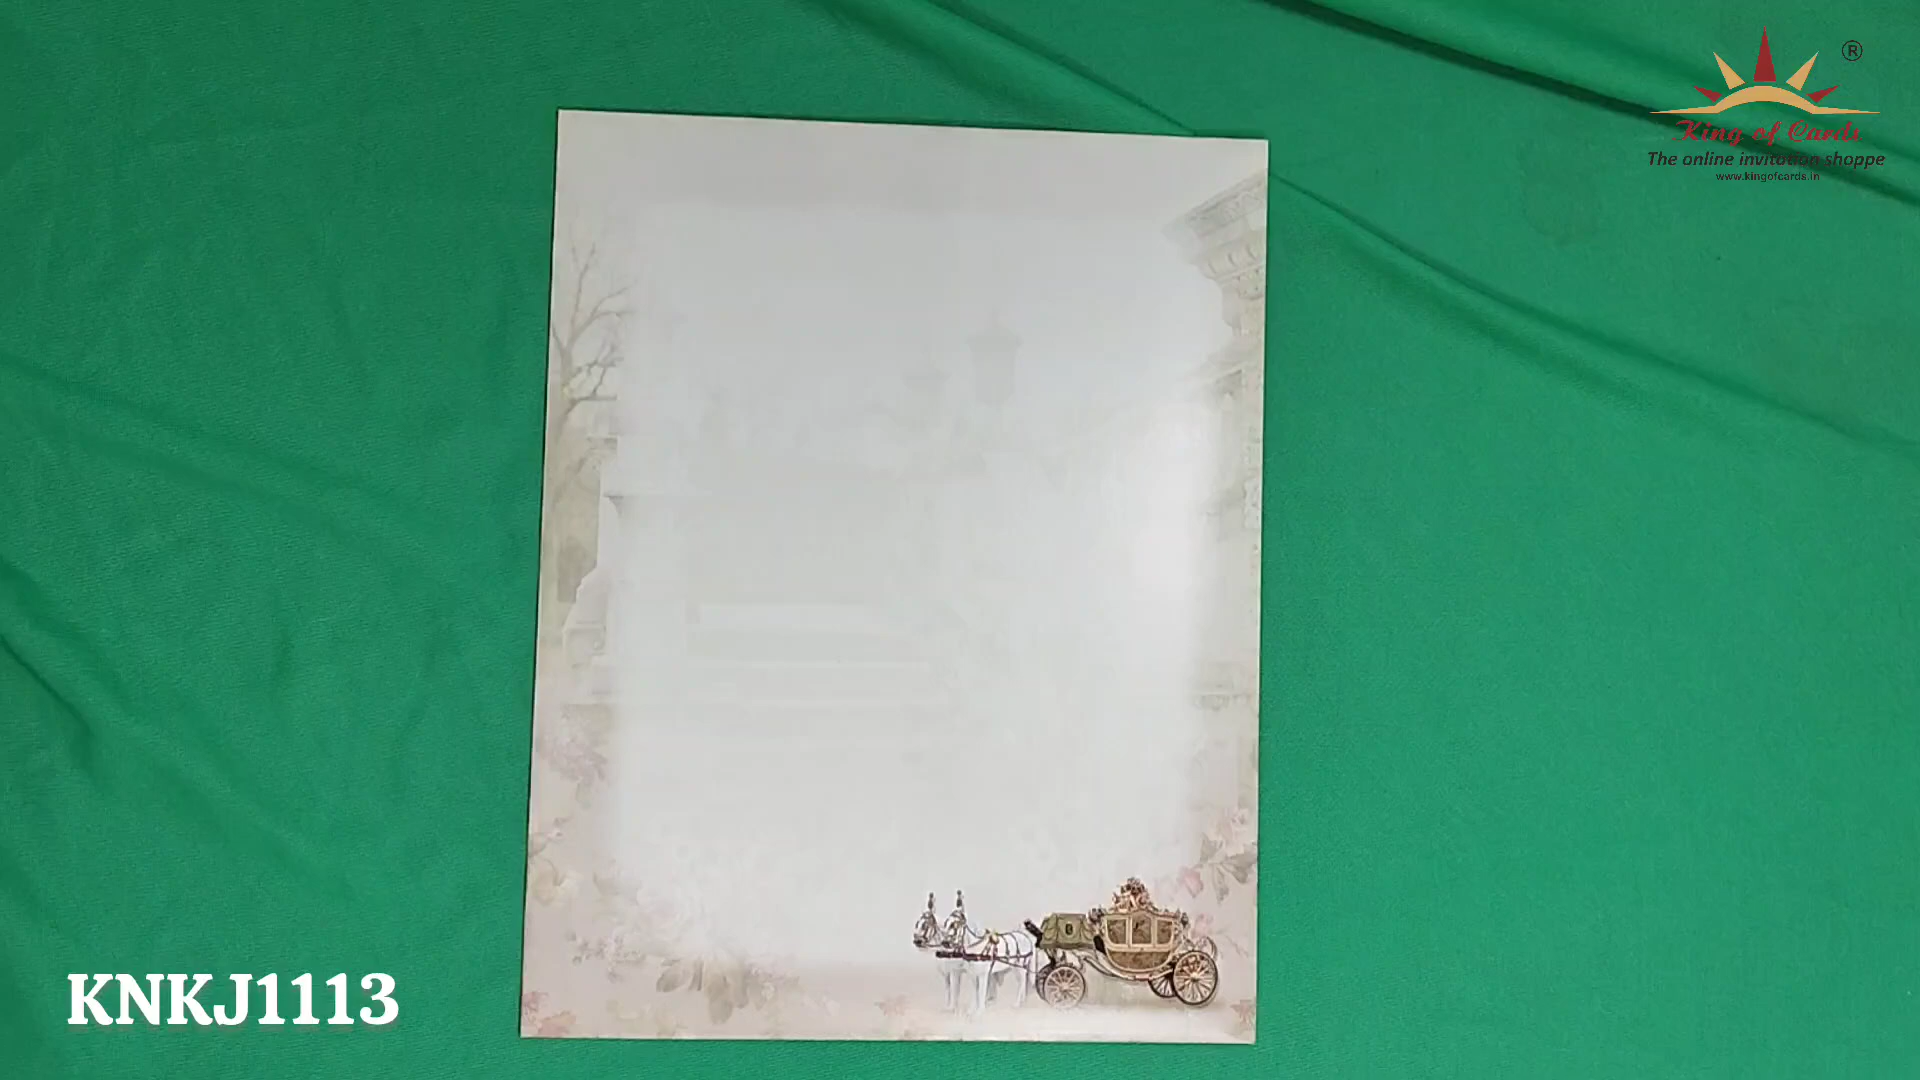 ®
King of Cards
The online invitation shoppe
www.kingofcards.in
KNKJ1113